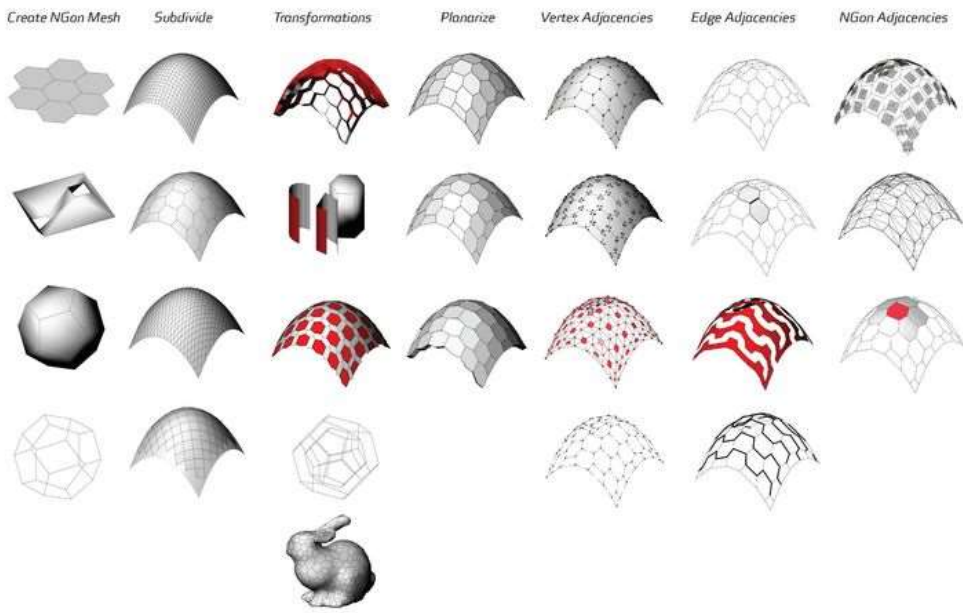 Create NGon Mesh
Subdivide
Transformations
Planarize
Vertex Adjacencies
Edge Adjacencies
NGon Adjacencies